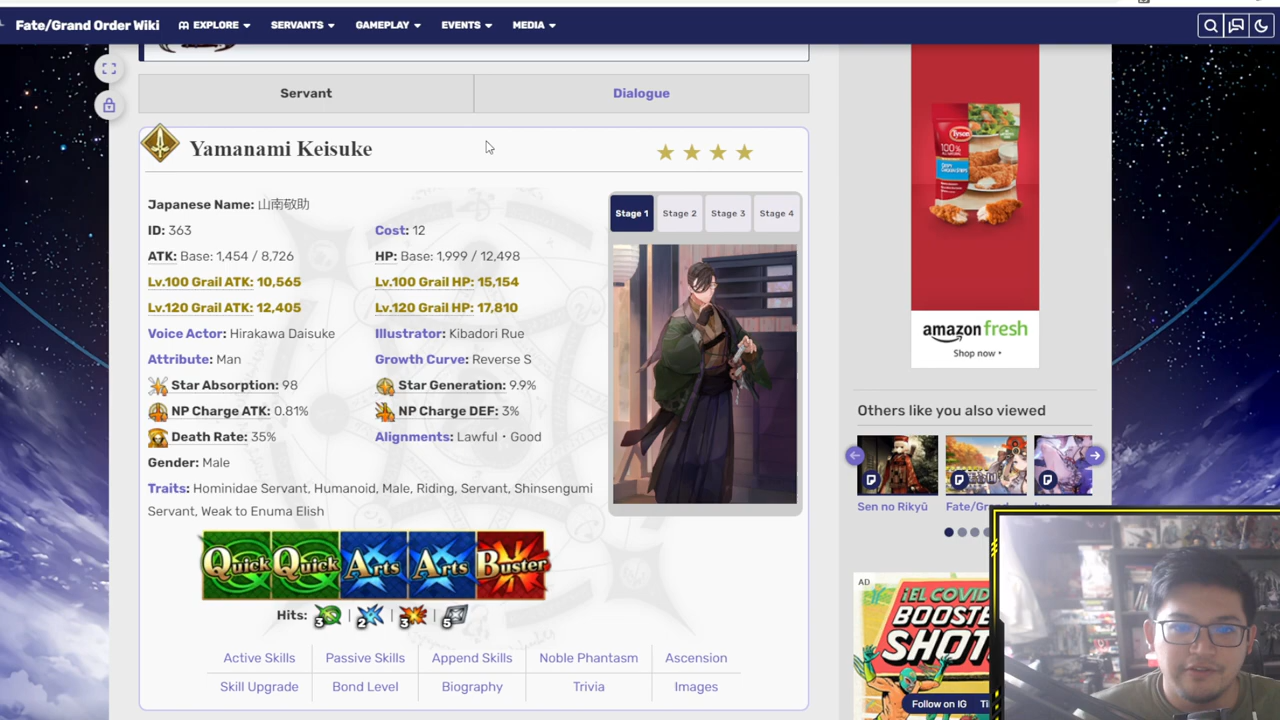 Fate/Grand Order Wiki
EXPLORE
SERVANTS
GAMEPLAY
EVENTS
MEDIA
Servant
Dialogue
Yamanami Keisuke
Japanese Name: 山南敬助
ID: 363
Cost: 12
ATK: Base: 1,454 / 8,726
HP: Base: 1,999 / 12,498
Lv.100 Grail ATK: 10,565
Lv.100 Grail HP: 15,154
Lv.120 Grail ATK: 12,405
Lv.120 Grail HP: 17,810
Voice Actor: Hirakawa Daisuke
Illustrator: Kibadori Rue
Attribute: Man
Growth Curve: Reverse S
Star Absorption: 98
Star Generation: 9.9%
NP Charge ATK: 0.81%
NP Charge DEF: 3%
Death Rate: 35%
Alignments: Lawful・Good
Gender: Male
Traits: Hominidae Servant, Humanoid, Male, Riding, Servant, Shinsengumi
Servant, Weak to Enuma Elish
Stage 1
Stage 2
Stage 3
Stage 4
Quick Quick Arts Arts Buster
Hits: 3 | 2 | 3 | 5
Active Skills
Passive Skills
Append Skills
Noble Phantasm
Ascension
Skill Upgrade
Bond Level
Biography
Trivia
Images
Tyson
100%
amazon fresh
Shop now
Others like you also viewed
Sen no Rikyū
Fate/Gr
AD
¡EL COVID
BOOSTE
SHOT
Follow on IG